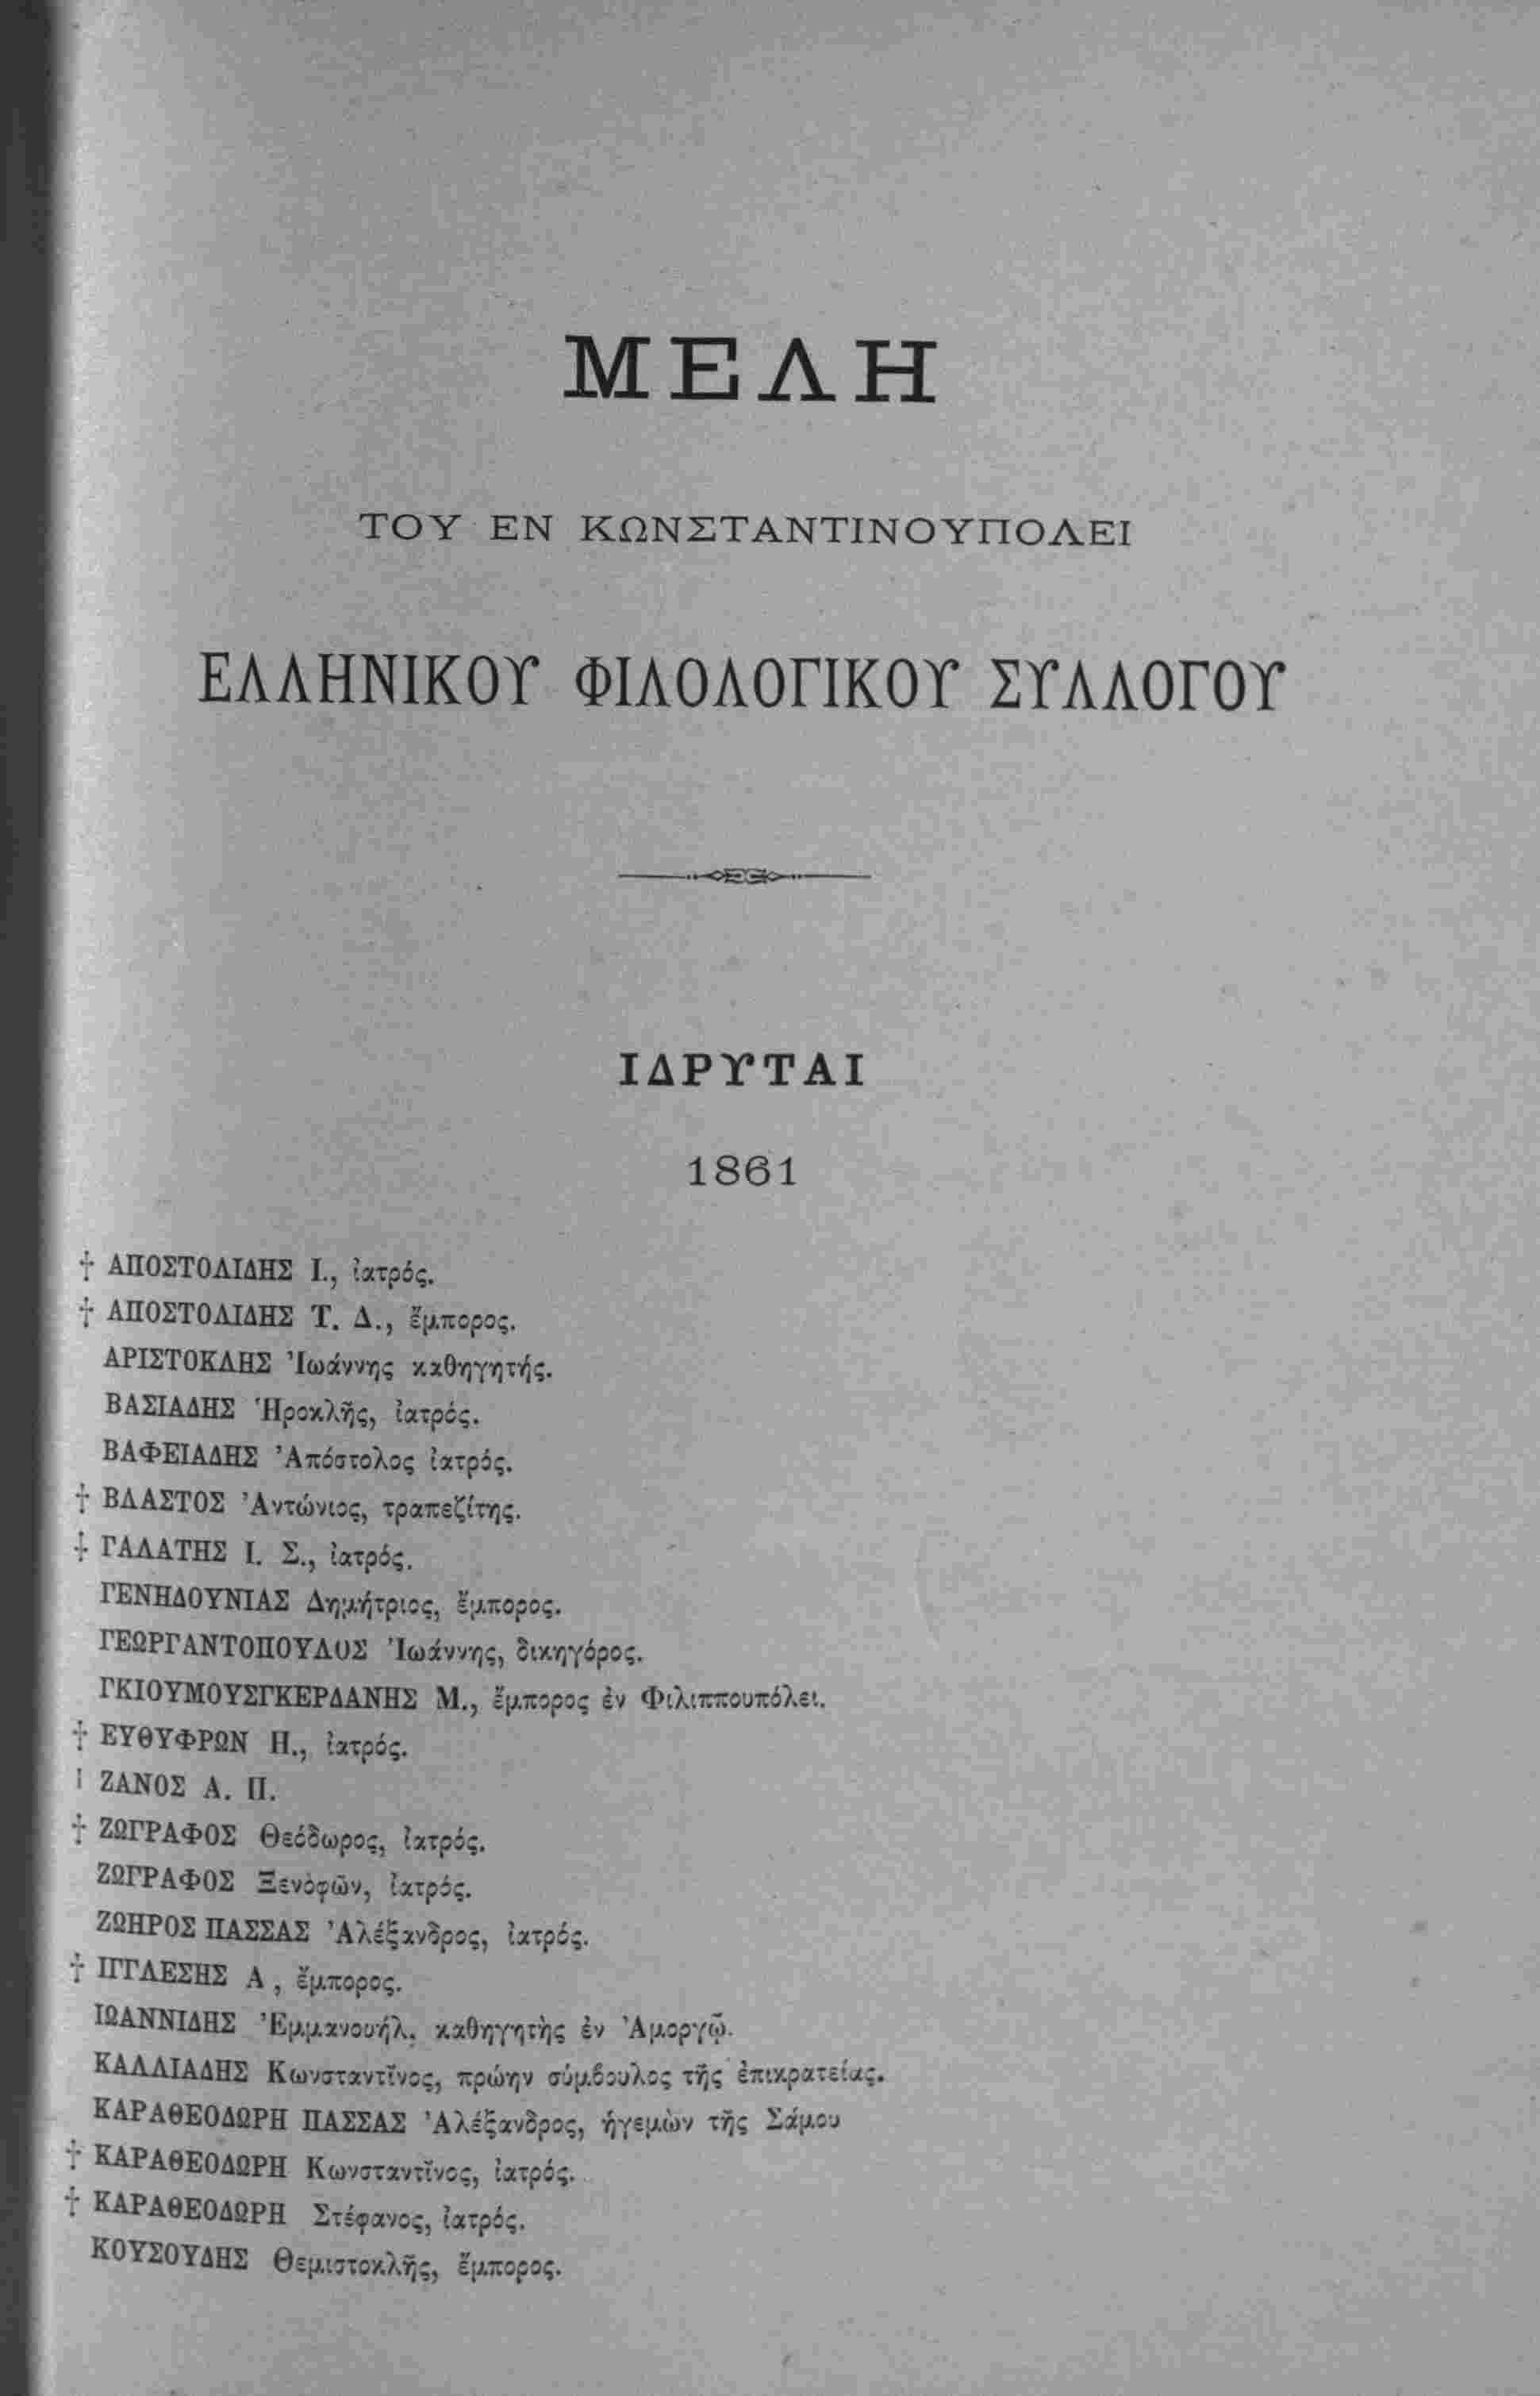 ΜΕΛΗ
ΤΟΥ ΕΝ ΚΩΝΣΤΑΝΤΙΝΟΥΠΟΛΕΙ
ΕΛΛΗΝΙΚΟΥ ΦΙΛΟΛΟΓΙΚΟΥ ΣΥΛΛΟΓΟΥ
ΙΔΡΥΤΑΙ
1861
† ΑΠΟΣΤΟΛΙΔΗΣ Ι., ἰατρός.
† ΑΠΟΣΤΟΛΙΔΗΣ Τ. Δ., ἔμπορος.
ΑΡΙΣΤΟΚΛΗΣ Ἰωάννης καθηγητής.
ΒΑΣΙΑΔΗΣ Ἡροκλῆς, ἰατρός.
ΒΑΦΕΙΑΔΗΣ Ἀπόστολος ἰατρός.
† ΒΛΑΣΤΟΣ Ἀντώνιος, τραπεζίτης.
† ΓΑΛΑΤΗΣ Ι. Σ., ἰατρός.
ΓΕΝΗΔΟΥΝΙΑΣ Δημήτριος, ἔμπορος.
ΓΕΩΡΓΑΝΤΟΠΟΥΛΟΣ Ἰωάννης, δικηγόρος.
ΓΚΙΟΥΜΟΥΣΓΚΕΡΔΑΝΗΣ Μ., ἔμπορος ἐν Φιλιππουπόλει.
† ΕΥΘΥΦΡΩΝ Η., ἰατρός.
† ΖΑΝΟΣ Α. Π.
† ΖΩΓΡΑΦΟΣ Θεόδωρος, ἰατρός.
ΖΩΓΡΑΦΟΣ Ξενὸφῶν, ἰατρός.
ΖΩΗΡΟΣ ΠΑΣΣΑΣ Ἀλέξανδρος, ἰατρός.
† ΙΓΓΛΕΣΗΣ Α, ἔμπορος.
ΙΩΑΝΝΙΔΗΣ Ἐμμανουήλ, καθηγητὴς ἐν Ἀμοργῷ.
ΚΑΛΛΙΑΔΗΣ Κωνσταντῖνος, πρώην σύμβουλος τῆς ἐπικρατείας.
ΚΑΡΑΘΕΟΔΩΡΗ ΠΑΣΣΑΣ Ἀλέξανδρος, ἡγεμὼν τῆς Σάμου
† ΚΑΡΑΘΕΟΔΩΡΗ Κωνσταντῖνος, ἰατρός.
† ΚΑΡΑΘΕΟΔΩΡΗ Στέφανος, ἰατρός.
ΚΟΥΣΟΥΔΗΣ Θεμιστοκλῆς, ἔμπορος.